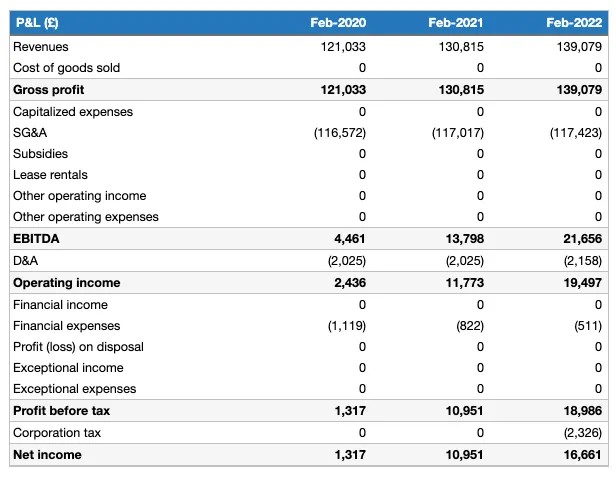 P&L (£) Feb-2020 Feb-2021 Feb-2022
Revenues 121,033 130,815 139,079
Cost of goods sold 0 0 0
Gross profit 121,033 130,815 139,079
Capitalized expenses 0 0 0
SG&A (116,572) (117,017) (117,423)
Subsidies 0 0 0
Lease rentals 0 0 0
Other operating income 0 0 0
Other operating expenses 0 0 0
EBITDA 4,461 13,798 21,656
D&A (2,025) (2,025) (2,158)
Operating income 2,436 11,773 19,497
Financial income 0 0 0
Financial expenses (1,119) (822) (511)
Profit (loss) on disposal 0 0 0
Exceptional income 0 0 0
Exceptional expenses 0 0 0
Profit before tax 1,317 10,951 18,986
Corporation tax 0 0 (2,326)
Net income 1,317 10,951 16,661